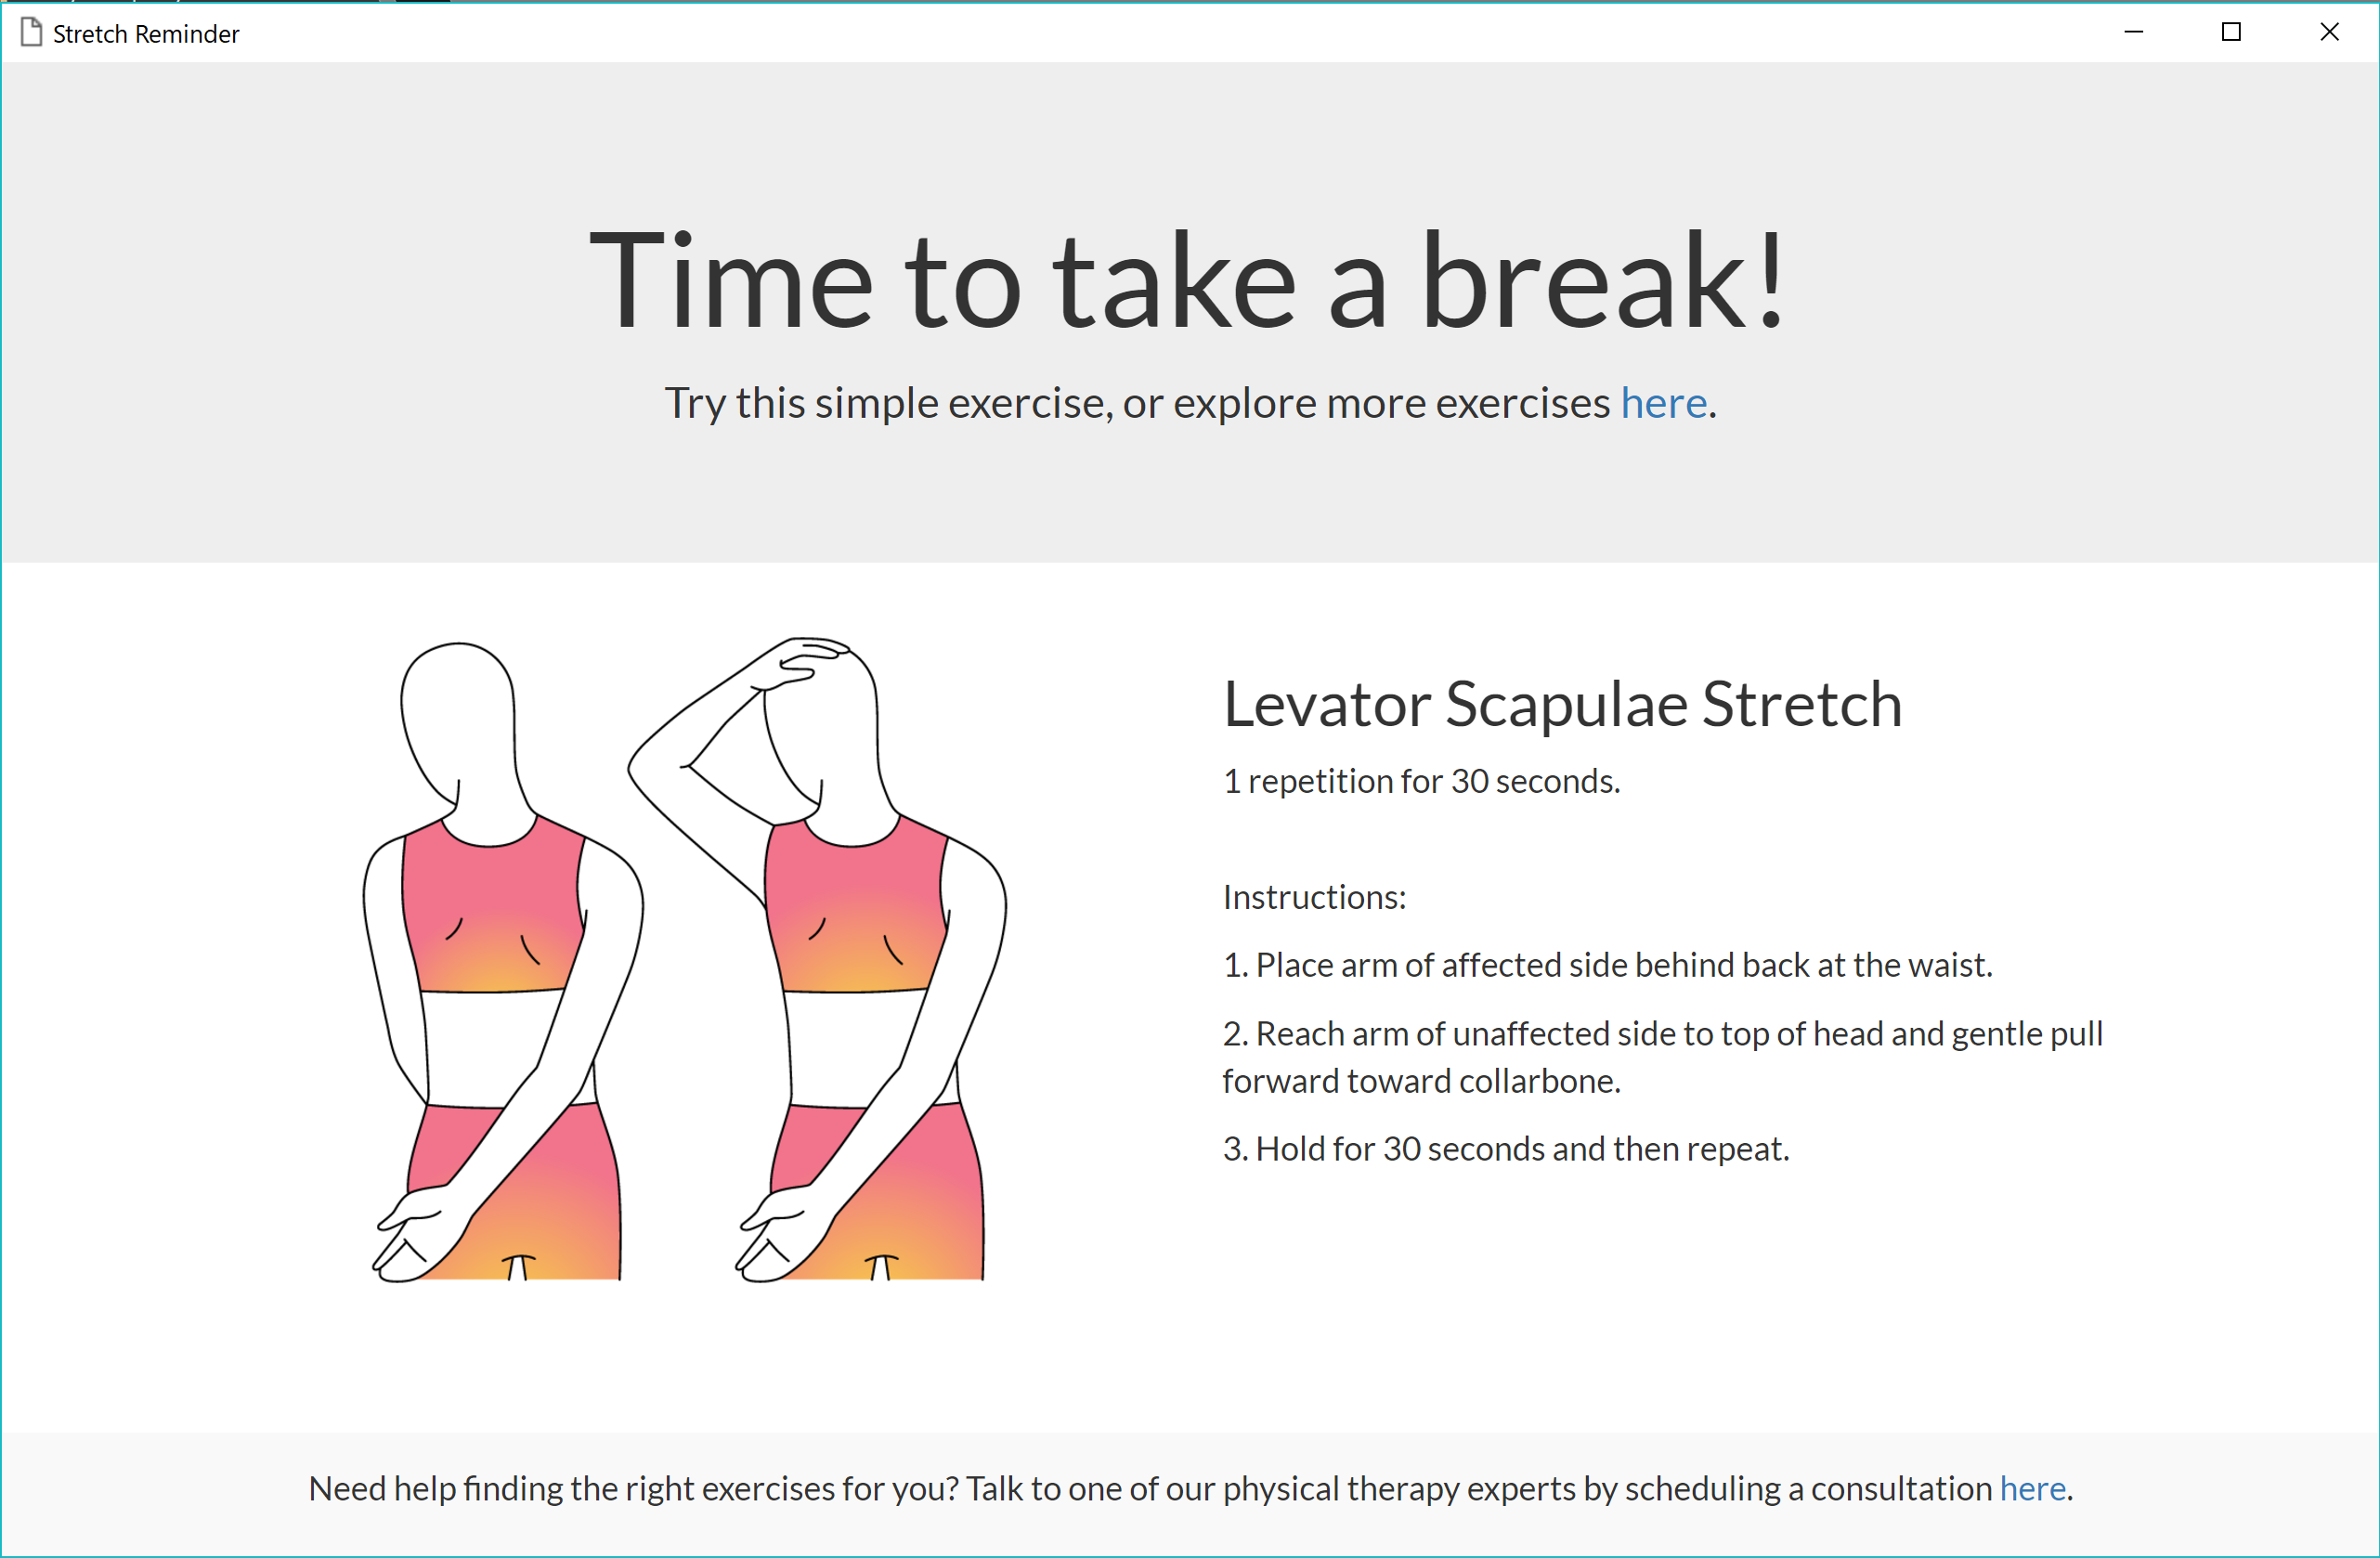 Stretch Reminder
Time to take a break!
Try this simple exercise, or explore more exercises here.
Levator Scapulae Stretch
1 repetition for 30 seconds.
Instructions:
1. Place arm of affected side behind back at the waist.
2. Reach arm of unaffected side to top of head and gentle pull
forward toward collarbone.
3. Hold for 30 seconds and then repeat.
Need help finding the right exercises for you? Talk to one of our physical therapy experts by scheduling a consultation here.